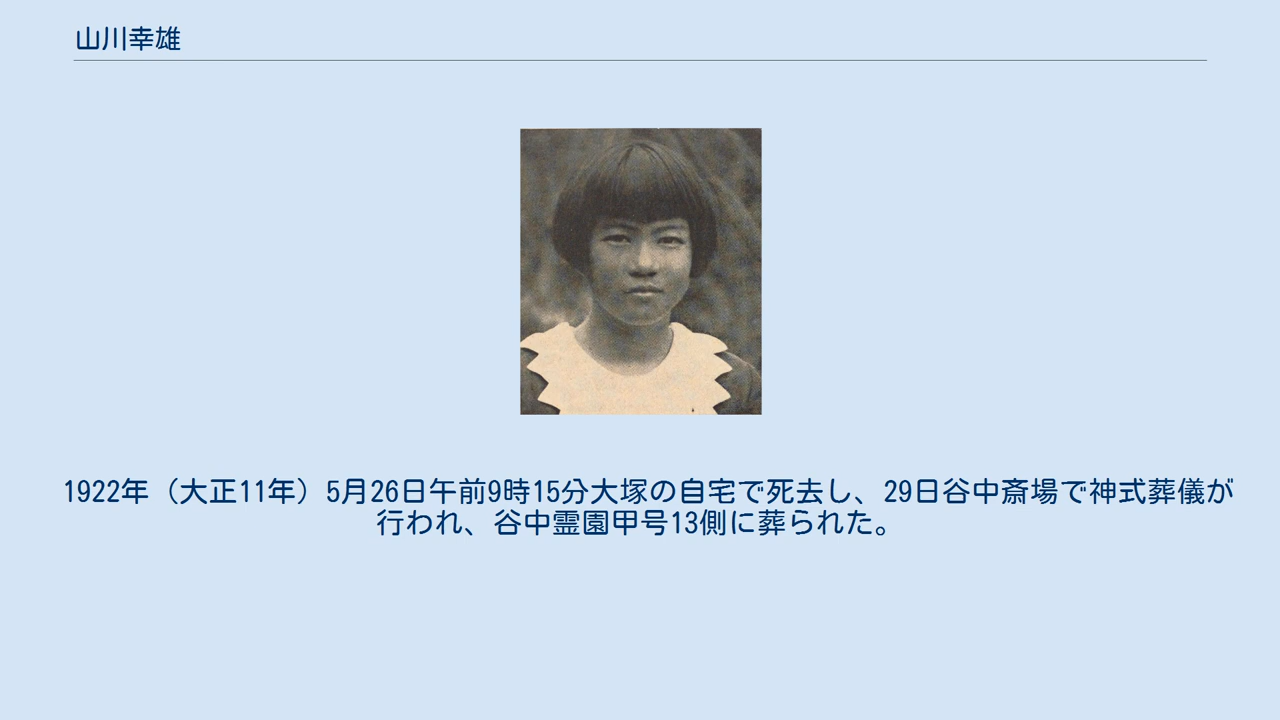 山川幸雄
1922年（大正11年）5月26日午前9時15分大塚の自宅で死去し、29日谷中斎場で神式葬儀が
行われ、谷中霊園甲号13側に葬られた。